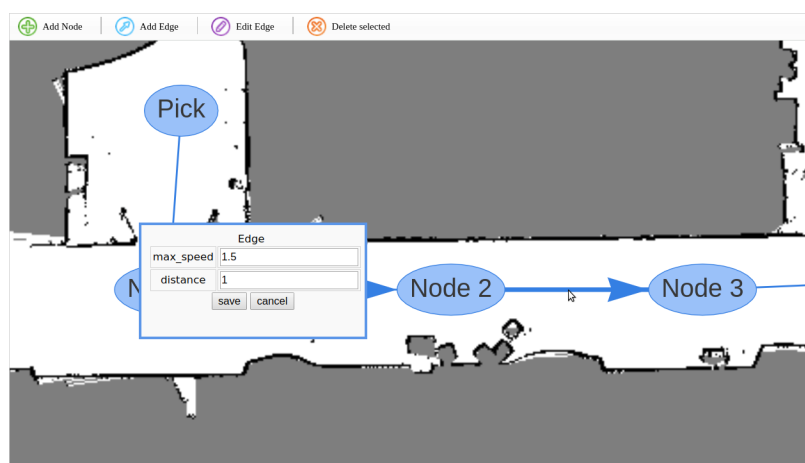 Add Node Add Edge Edit Edge Delete selected
Pick
Edge
max_speed 1.5
distance 1
save cancel
N
Node 2
Node 3